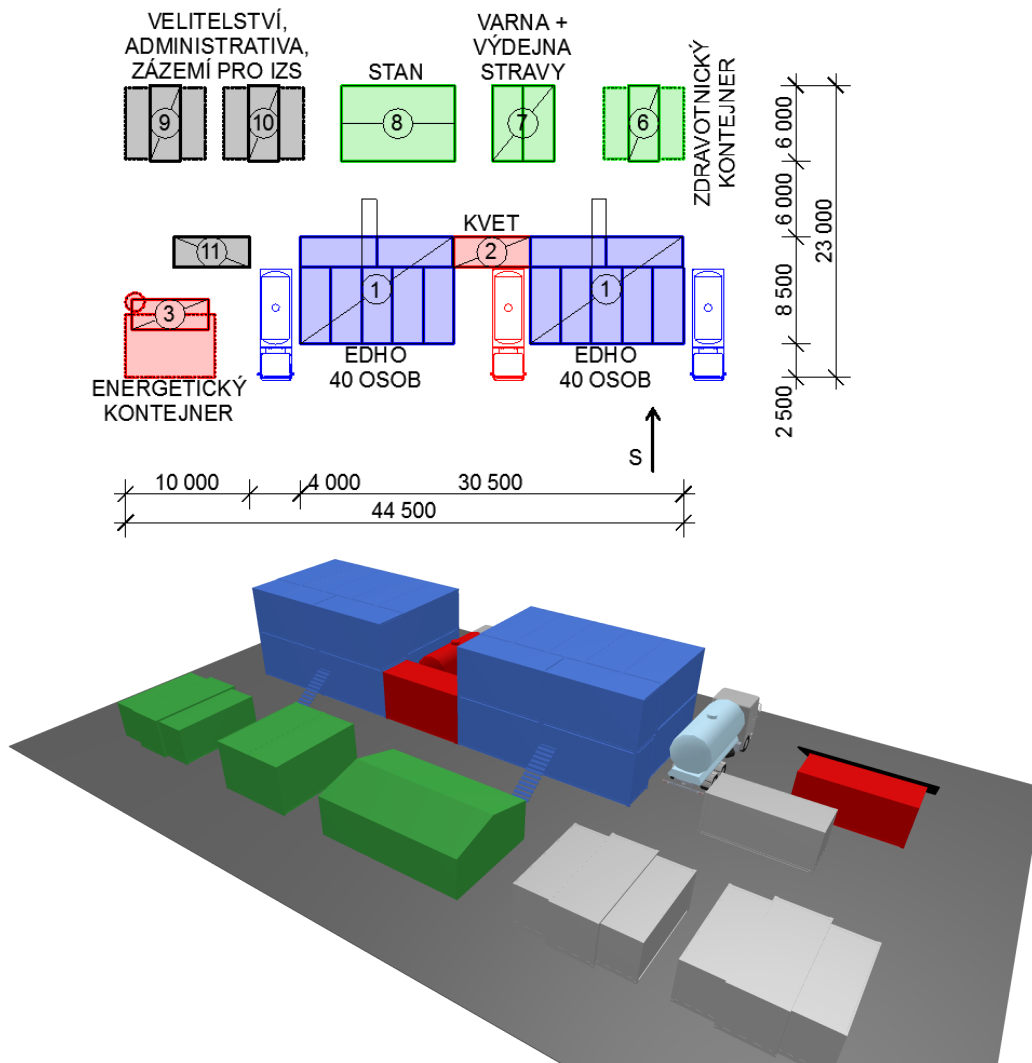 VELITELSTVÍ,
ADMINISTRATIVA,
ZÁZEMÍ PRO IZS
STAN
VARNA +
VÝDEJNA
STRAVY
ZDRAVOTNICKÝ
KONTEJNER
9
10
8
7
6
6 000
6 000
23 000
8 500
2 500
KVET
11
2
1
1
3
EDHO
40 OSOB
EDHO
40 OSOB
ENERGETICKÝ
KONTEJNER
S
10 000
4 000
30 500
44 500